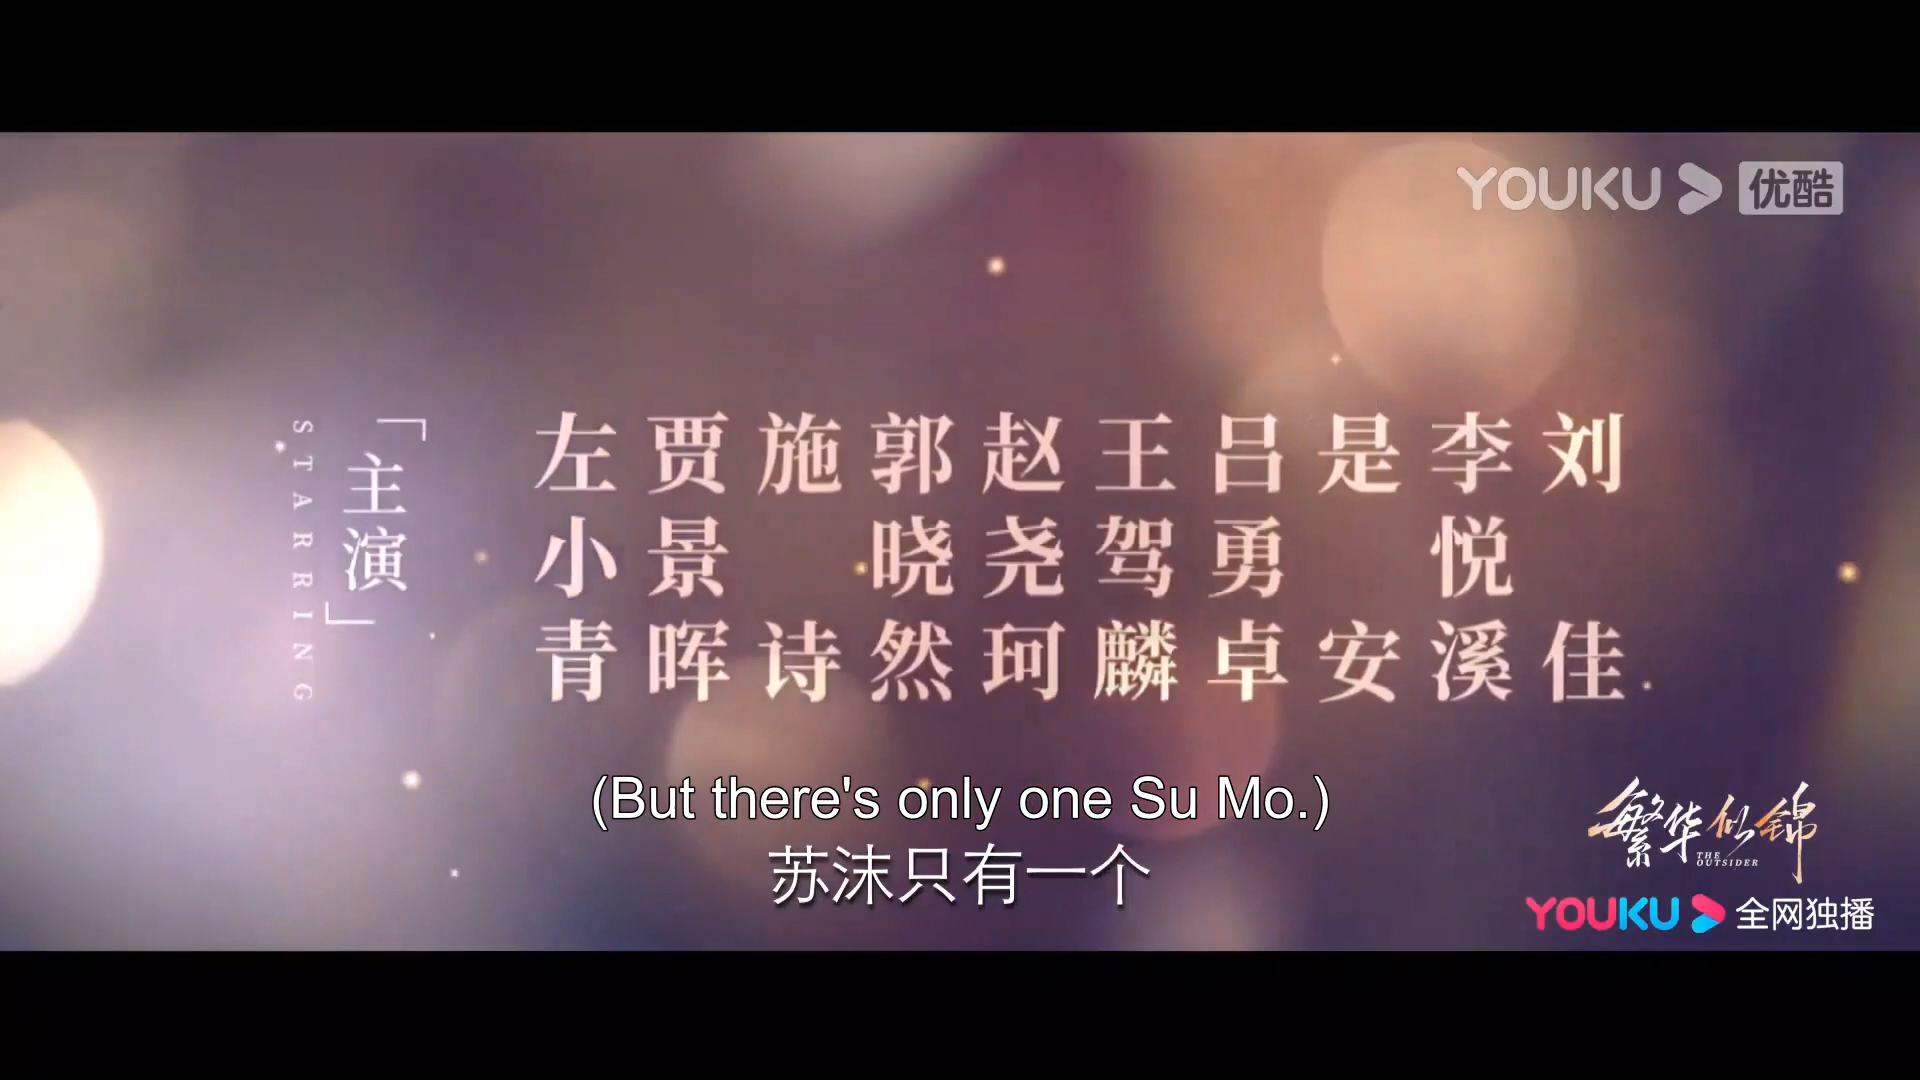 YOUKU 优酷
「主演」
STARRING
左小青
贾景晖
施诗
郭晓然
赵尧珂
王驾麟
吕勇卓
是安
李悦溪
刘佳
(But there's only one Su Mo.)
苏沫只有一个
繁华似锦
THE OUTSIDER
YOUKU 全网独播